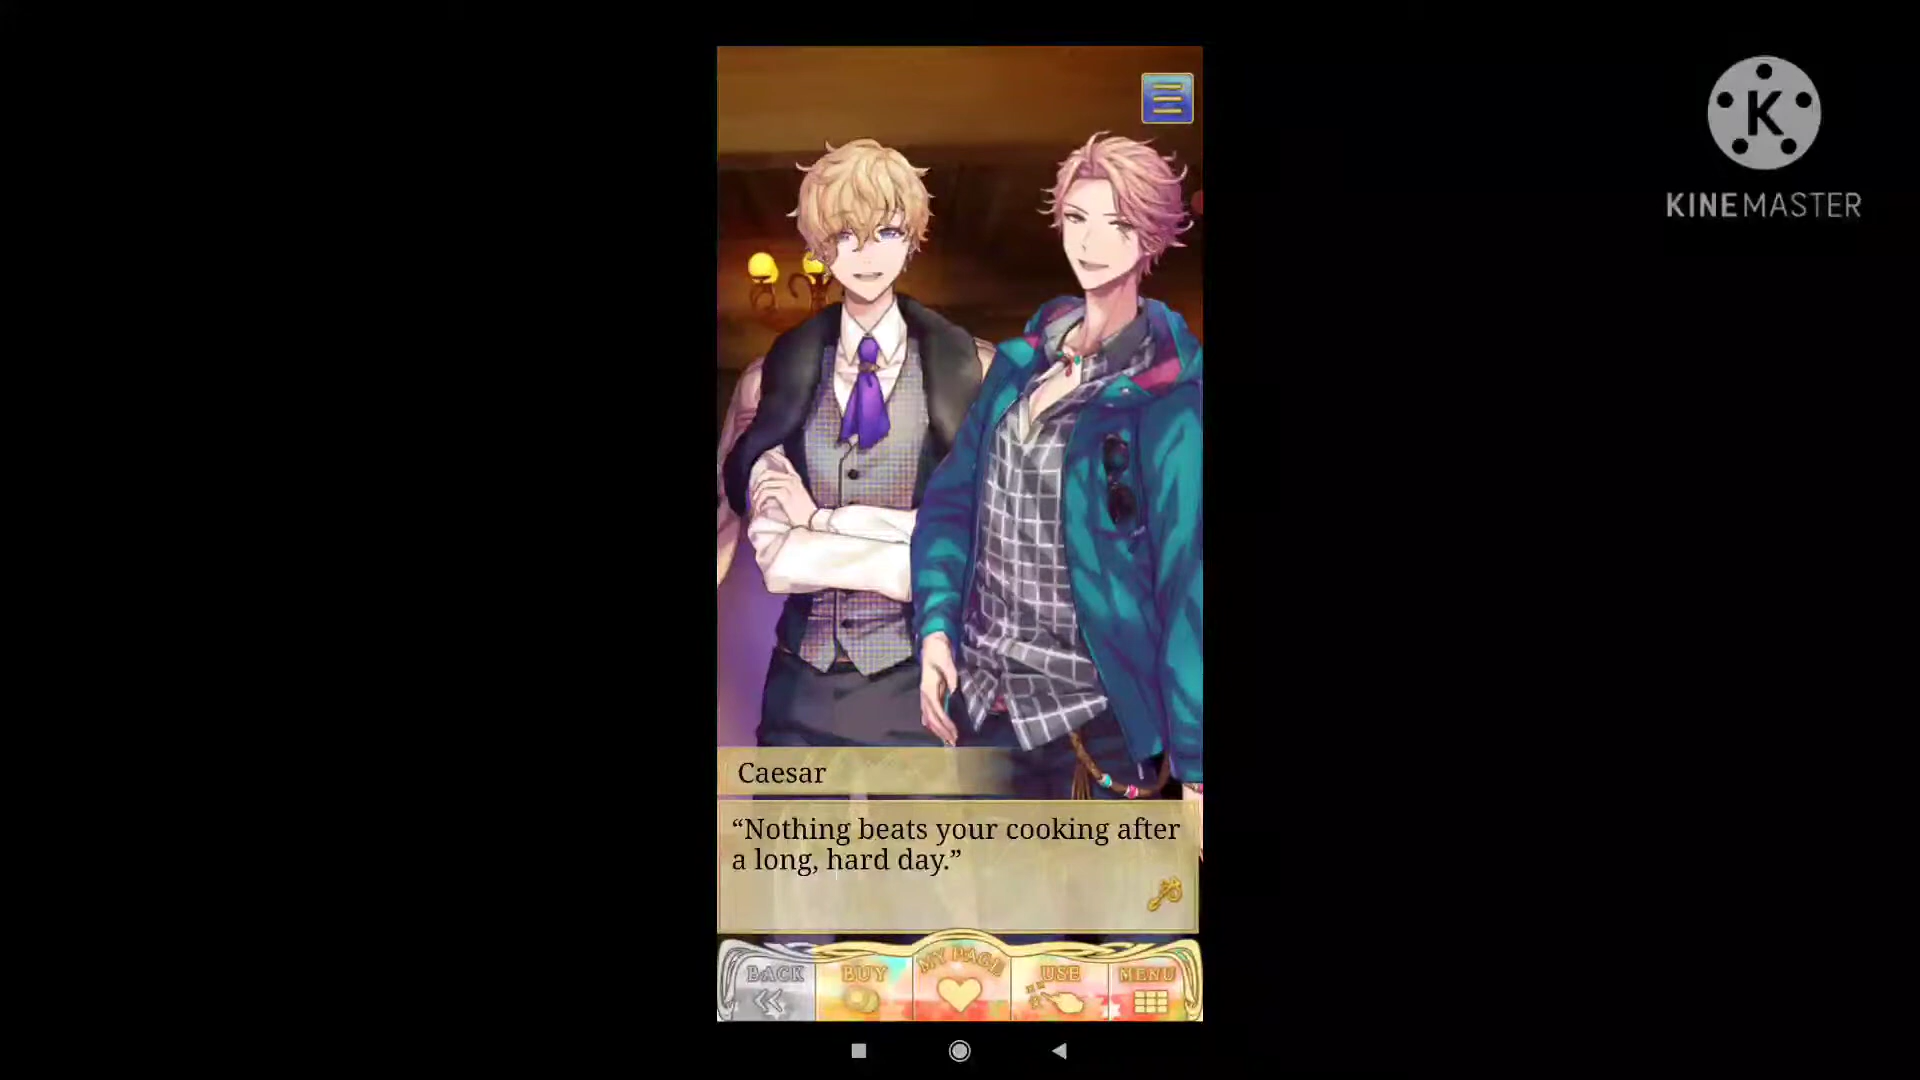 KINEMASTER
Caesar
“Nothing beats your cooking after
a long, hard day.”
BACK
BUY
MY PAGE
USE
MENU